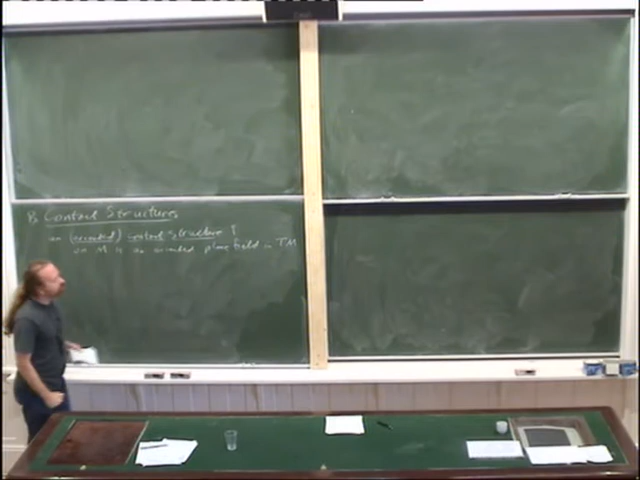 B. Contact Structures
an (oriented) contact structure ξ
on M is an oriented plane field in TM